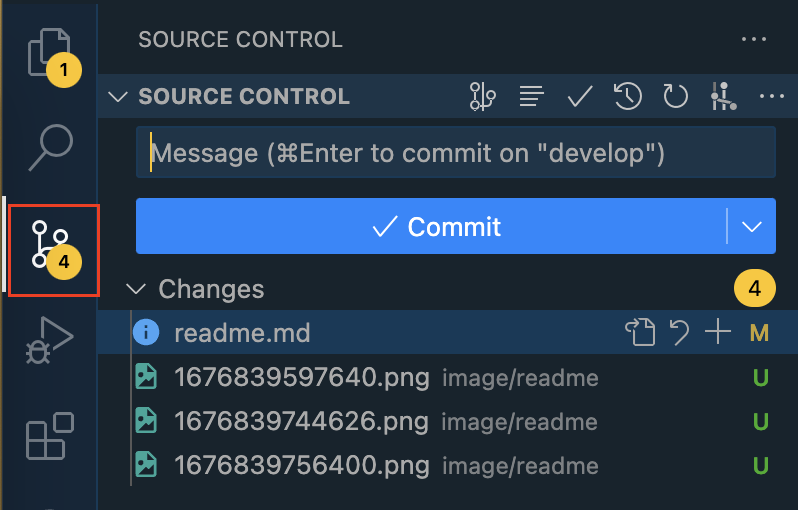 SOURCE CONTROL
SOURCE CONTROL
Message (⌘Enter to commit on "develop")
Commit
Changes 4
readme.md M
1676839597640.png image/readme U
1676839744626.png image/readme U
1676839756400.png image/readme U
1
4